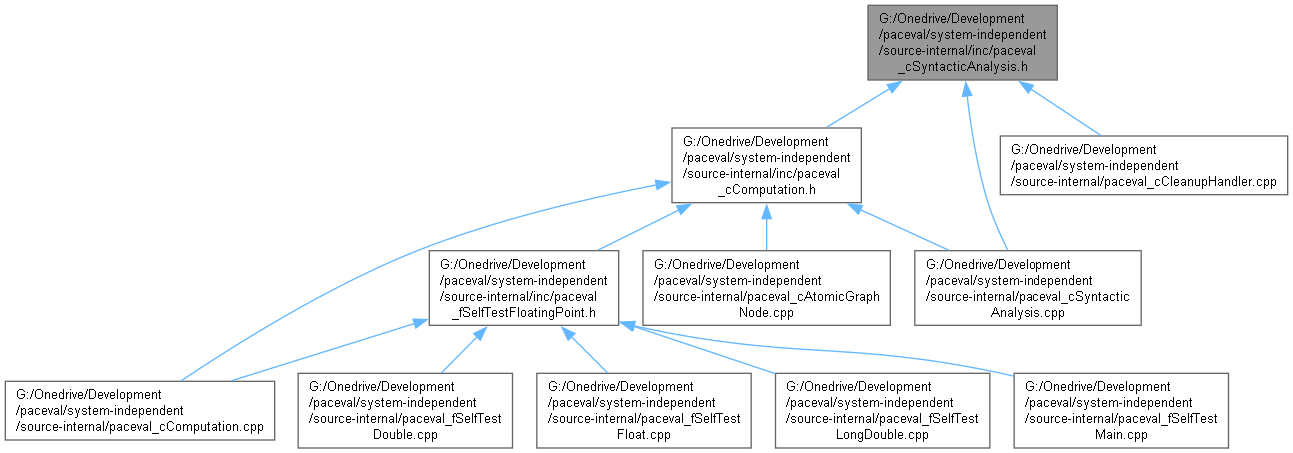 G:/Onedrive/Development
/paceval/system-independent
/source-internal/inc/paceval
_cSyntacticAnalysis.h
G:/Onedrive/Development
/paceval/system-independent
/source-internal/inc/paceval
_cComputation.h
G:/Onedrive/Development
/paceval/system-independent
/source-internal/paceval_cCleanupHandler.cpp
G:/Onedrive/Development
/paceval/system-independent
/source-internal/inc/paceval
_fSelfTestFloatingPoint.h
G:/Onedrive/Development
/paceval/system-independent
/source-internal/paceval_cAtomicGraph
Node.cpp
G:/Onedrive/Development
/paceval/system-independent
/source-internal/paceval_cSyntactic
Analysis.cpp
G:/Onedrive/Development
/paceval/system-independent
/source-internal/paceval_cComputation.cpp
G:/Onedrive/Development
/paceval/system-independent
/source-internal/paceval_fSelfTest
Double.cpp
G:/Onedrive/Development
/paceval/system-independent
/source-internal/paceval_fSelfTest
Float.cpp
G:/Onedrive/Development
/paceval/system-independent
/source-internal/paceval_fSelfTest
LongDouble.cpp
G:/Onedrive/Development
/paceval/system-independent
/source-internal/paceval_fSelfTest
Main.cpp